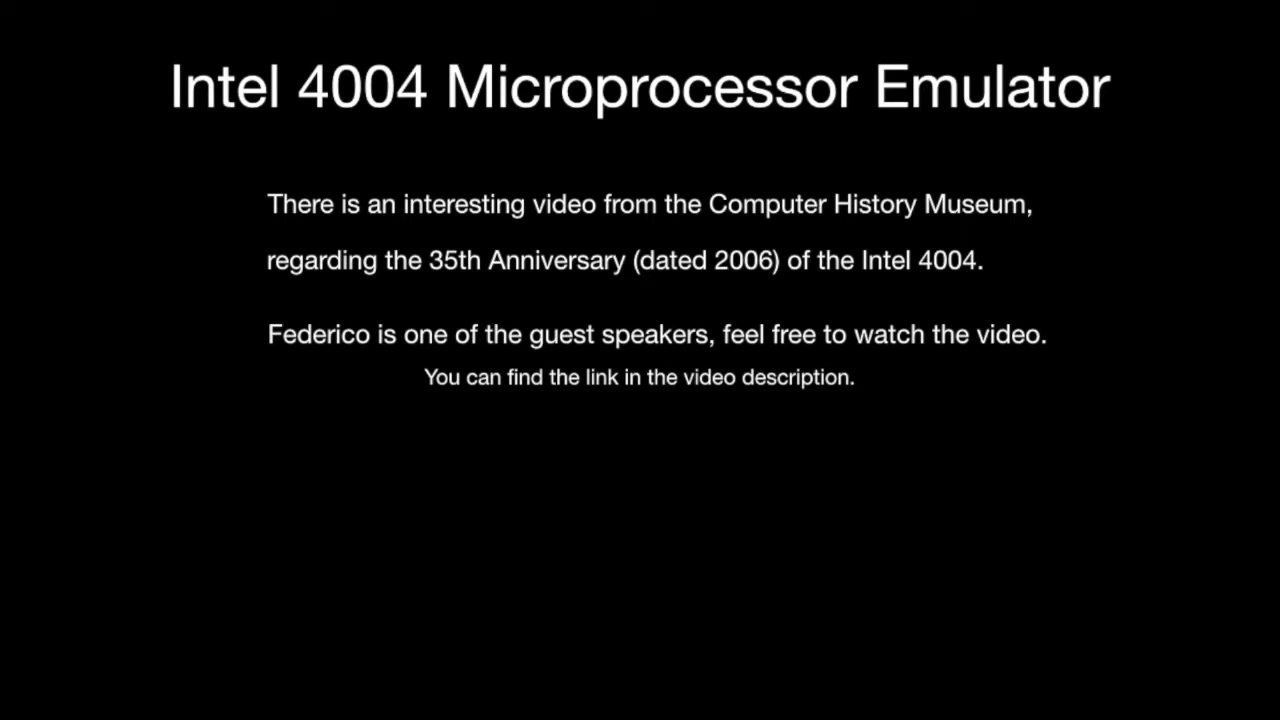 Intel 4004 Microprocessor Emulator
There is an interesting video from the Computer History Museum,
regarding the 35th Anniversary (dated 2006) of the Intel 4004.
Federico is one of the guest speakers, feel free to watch the video.
You can find the link in the video description.